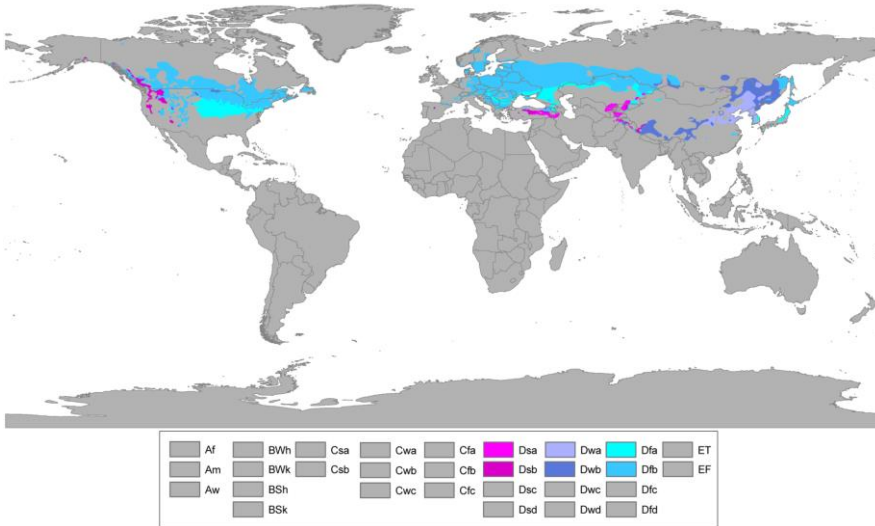 Af BWh Csa Cwa Cfa Dsa Dwa Dfa ET
Am BWk Csb Cwb Cfb Dsb Dwb Dfb EF
Aw BSh Cwc Cfc Dsc Dwc Dfc
BSk Dsd Dwd Dfd